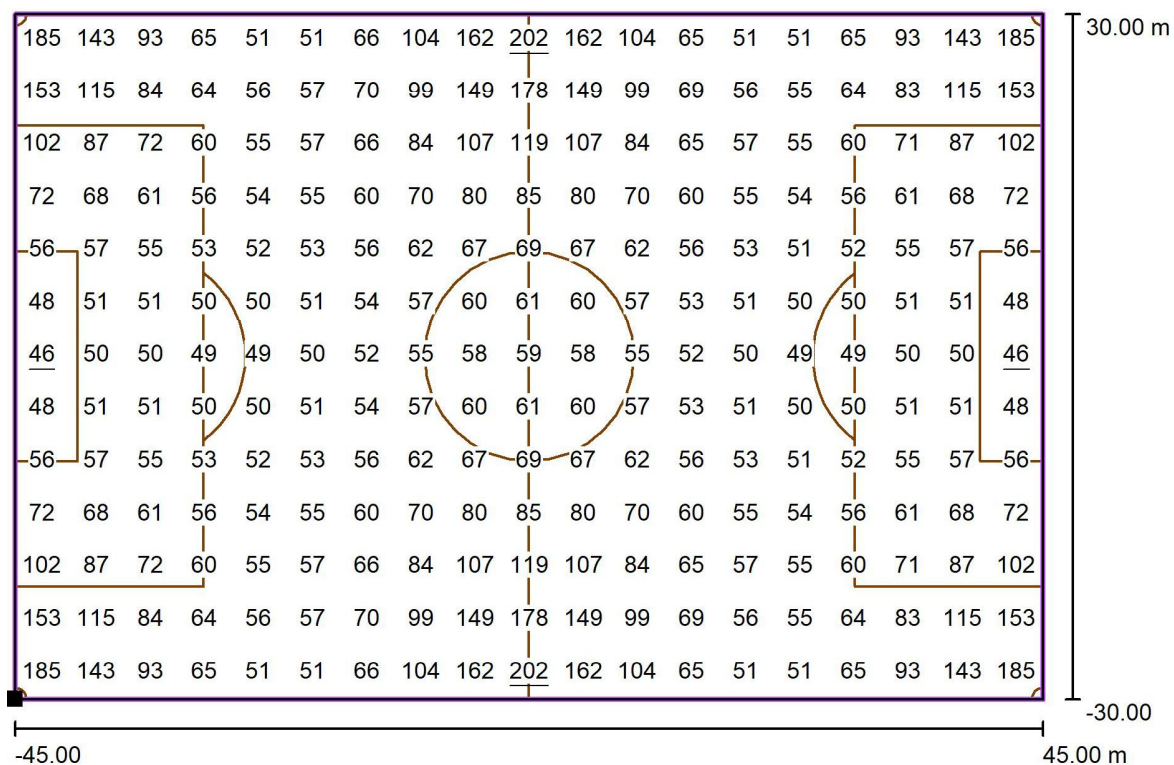 185 143 93 65 51 51 66 104 162 202 162 104 65 51 51 65 93 143 185
30.00 m
153 115 84 64 56 57 70 99 149 178 149 99 69 56 55 64 83 115 153
102 87 72 60 55 57 66 84 107 119 107 84 65 57 55 60 71 87 102
72 68 61 56 54 55 60 70 80 85 80 70 60 55 54 56 61 68 72
56 57 55 53 52 53 56 62 67 69 67 62 56 53 51 52 55 57 56
48 51 51 50 50 51 54 57 60 61 60 57 53 51 50 50 51 51 48
46 50 50 49 49 50 52 55 58 59 58 55 52 50 49 49 50 50 46
48 51 51 50 50 51 54 57 60 61 60 57 53 51 50 50 51 51 48
56 57 55 53 52 53 56 62 67 69 67 62 56 53 51 52 55 57 56
72 68 61 56 54 55 60 70 80 85 80 70 60 55 54 56 61 68 72
102 87 72 60 55 57 66 84 107 119 107 84 65 57 55 60 71 87 102
153 115 84 64 56 57 70 99 149 178 149 99 69 56 55 64 83 115 153
185 143 93 65 51 51 66 104 162 202 162 104 65 51 51 65 93 143 185
-30.00
-45.00 45.00 m